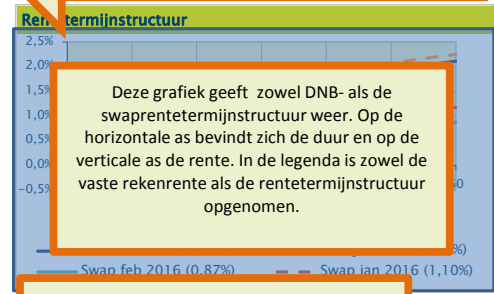 Rentetermijnstructuur
2,5%
2,0%
1,5%
1,0%
0,5%
0,0%
-0,5%
Deze grafiek geeft zowel DNB- als de
swaprentetermijnstructuur weer. Op de
horizontale as bevindt zich de duur en op de
verticale as de rente. In de legenda is zowel de
vaste rekenrente als de rentetermijnstructuur
opgenomen.
Swap feb 2016 (0,87%) Swap jan 2016 (1,10%)